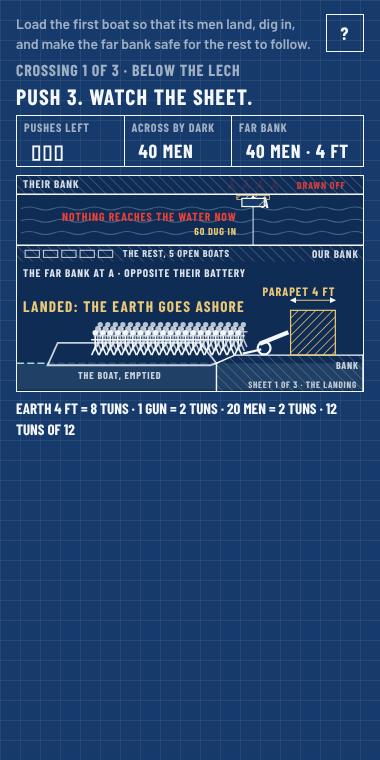 Load the first boat so that its men land, dig in,
and make the far bank safe for the rest to follow.
?
CROSSING 1 OF 3 · BELOW THE LECH
PUSH 3. WATCH THE SHEET.
PUSHES LEFT
ACROSS BY DARK
40 MEN
FAR BANK
40 MEN · 4 FT
THEIR BANK
DRAWN OFF
NOTHING REACHES THE WATER NOW
GO DUG IN
THE REST, 5 OPEN BOATS
OUR BANK
THE FAR BANK AT A · OPPOSITE THEIR BATTERY
PARAPET 4 FT
LANDED: THE EARTH GOES ASHORE
BANK
THE BOAT, EMPTIED
SHEET 1 OF 3 · THE LANDING
EARTH 4 FT = 8 TUNS · 1 GUN = 2 TUNS · 20 MEN = 2 TUNS · 12
TUNS OF 12